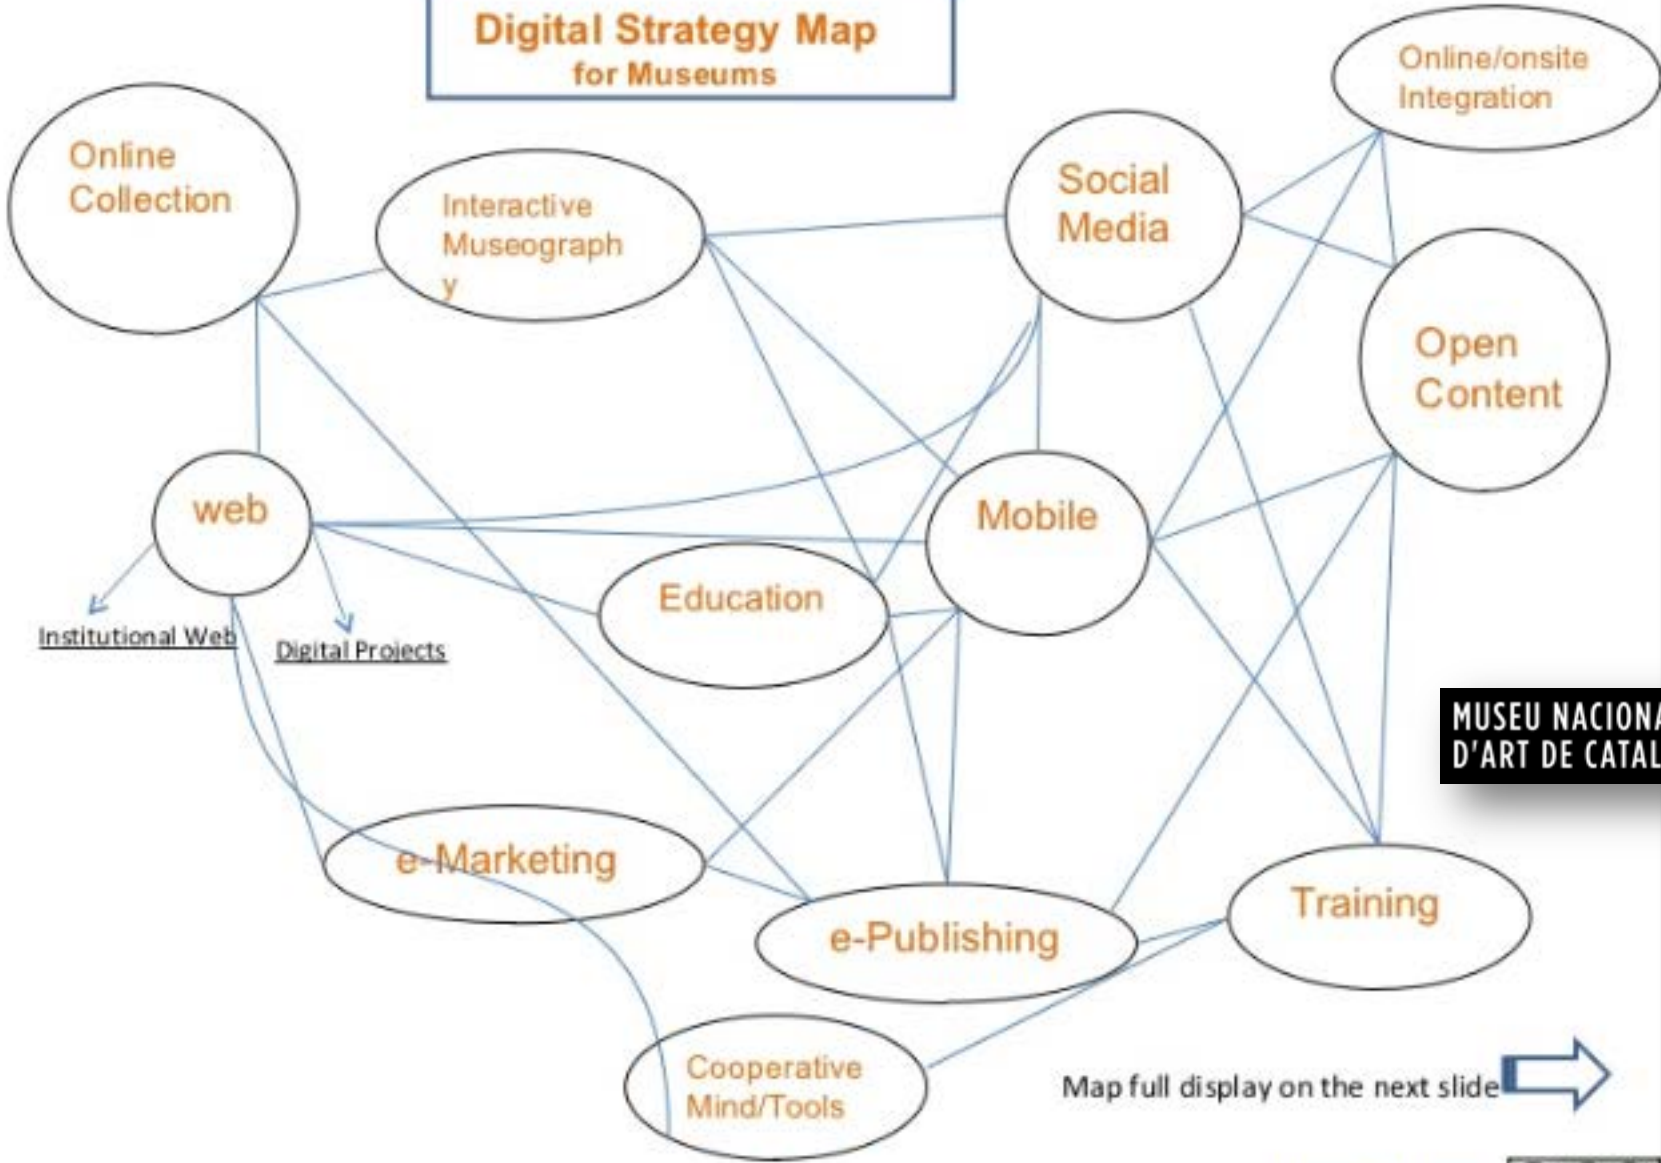 Digital Strategy Map
for Museums
Online/onsite
Integration
Online
Collection
Interactive
Museograph
y
Social
Media
Open
Content
web
Mobile
Education
Institutional Web
Digital Projects
MUSEU NACIONA
D'ART DE CATAL
e-Marketing
e-Publishing
Training
Cooperative
Mind/Tools
Map full display on the next slide